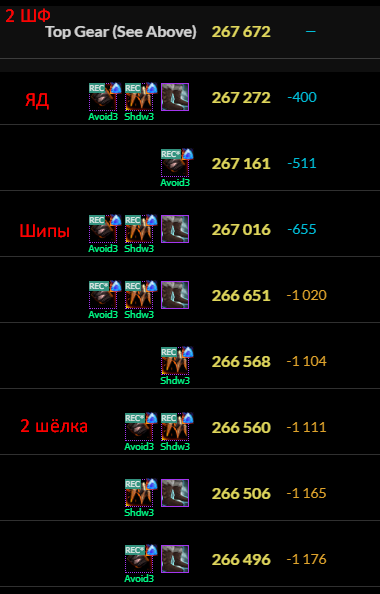 2 ШФ
Top Gear (See Above) 267 672 —
ЯД REC REC 267 272 -400
Avoid3 Shdw3
REC* 267 161 -511
Avoid3
Шипы REC REC 267 016 -655
Avoid3 Shdw3
REC* REC 266 651 -1 020
Avoid3 Shdw3
REC 266 568 -1 104
Shdw3
2 шёлка REC* REC 266 560 -1 111
Avoid3 Shdw3
REC 266 506 -1 165
Shdw3
REC* 266 496 -1 176
Avoid3